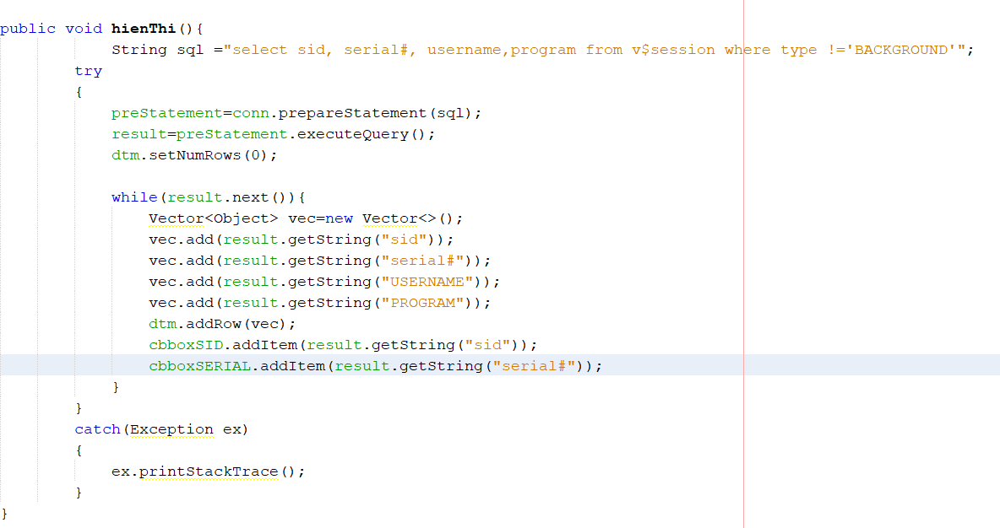 public void hienThi(){
String sql ="select sid, serial#, username,program from v$session where type !='BACKGROUND'";
try
{
preStatement=conn.prepareStatement(sql);
result=preStatement.executeQuery();
dtm.setNumRows(0);
while(result.next()){
Vector<Object> vec=new Vector<>();
vec.add(result.getString("sid"));
vec.add(result.getString("serial#"));
vec.add(result.getString("USERNAME"));
vec.add(result.getString("PROGRAM"));
dtm.addRow(vec);
cbboxSID.addItem(result.getString("sid"));
cbboxSERIAL.addItem(result.getString("serial#"));
}
}
catch(Exception ex)
{
ex.printStackTrace();
}
}